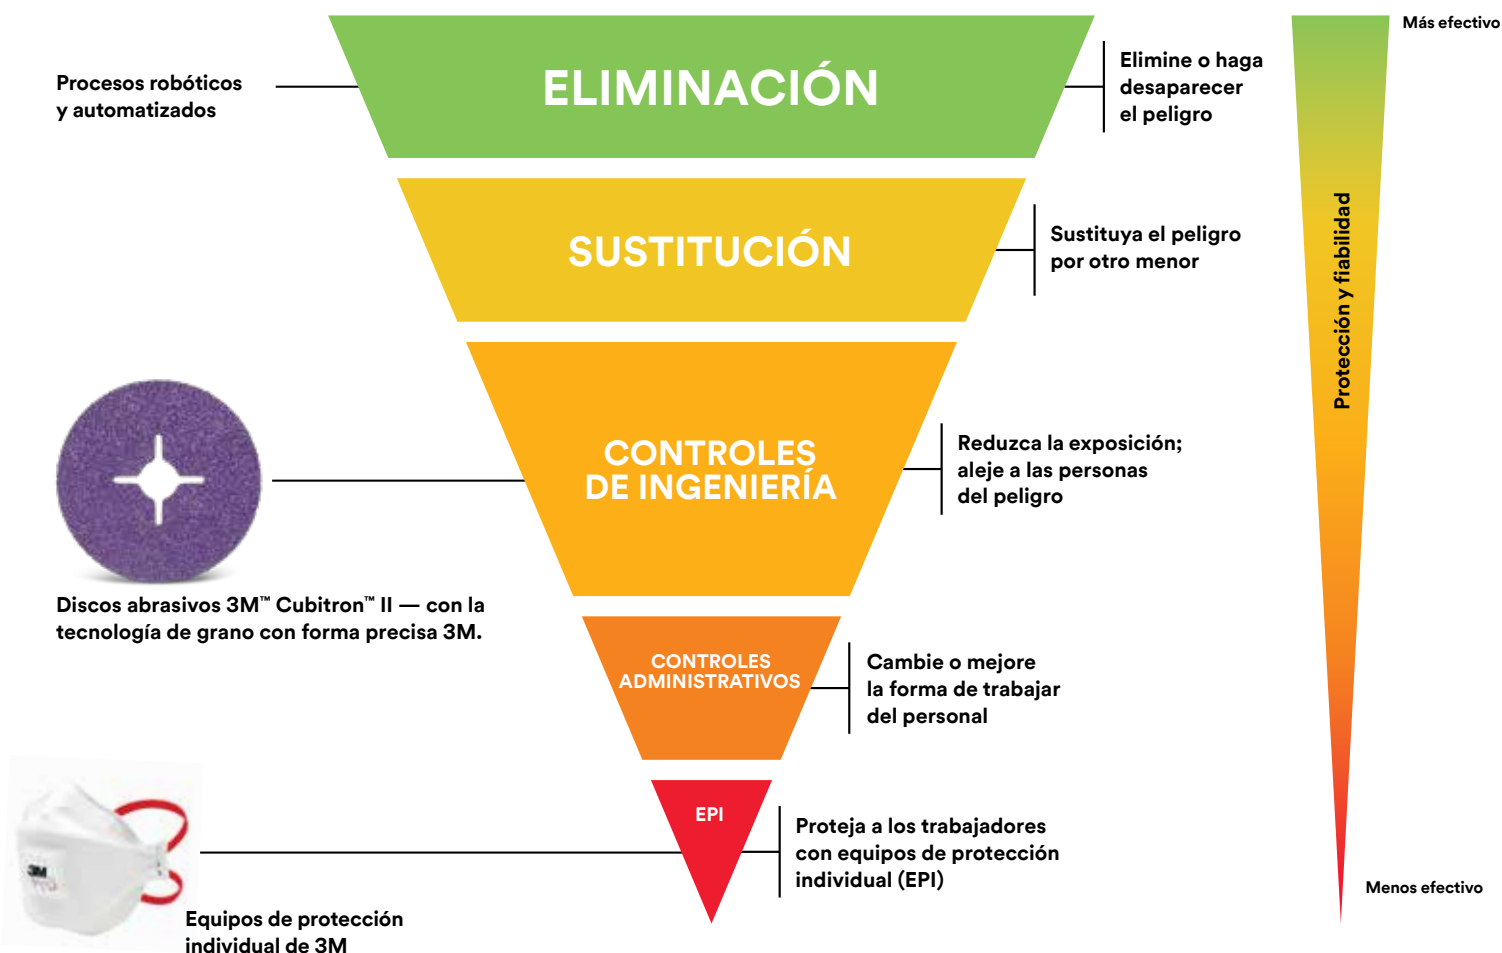 Más efectivo
Procesos robóticos
y automatizados
ELIMINACIÓN
Elimine o haga
desaparecer
el peligro
SUSTITUCIÓN
Sustituya el peligro
por otro menor
Protección y fiabilidad
CONTROLES
DE INGENIERÍA
Reduzca la exposición;
aleje a las personas
del peligro
Discos abrasivos 3M™ Cubitron™ II — con la
tecnología de grano con forma precisa 3M.
CONTROLES
ADMINISTRATIVOS
Cambie o mejore
la forma de trabajar
del personal
EPI
Proteja a los trabajadores
con equipos de protección
individual (EPI)
3M
Menos efectivo
Equipos de protección
individual de 3M